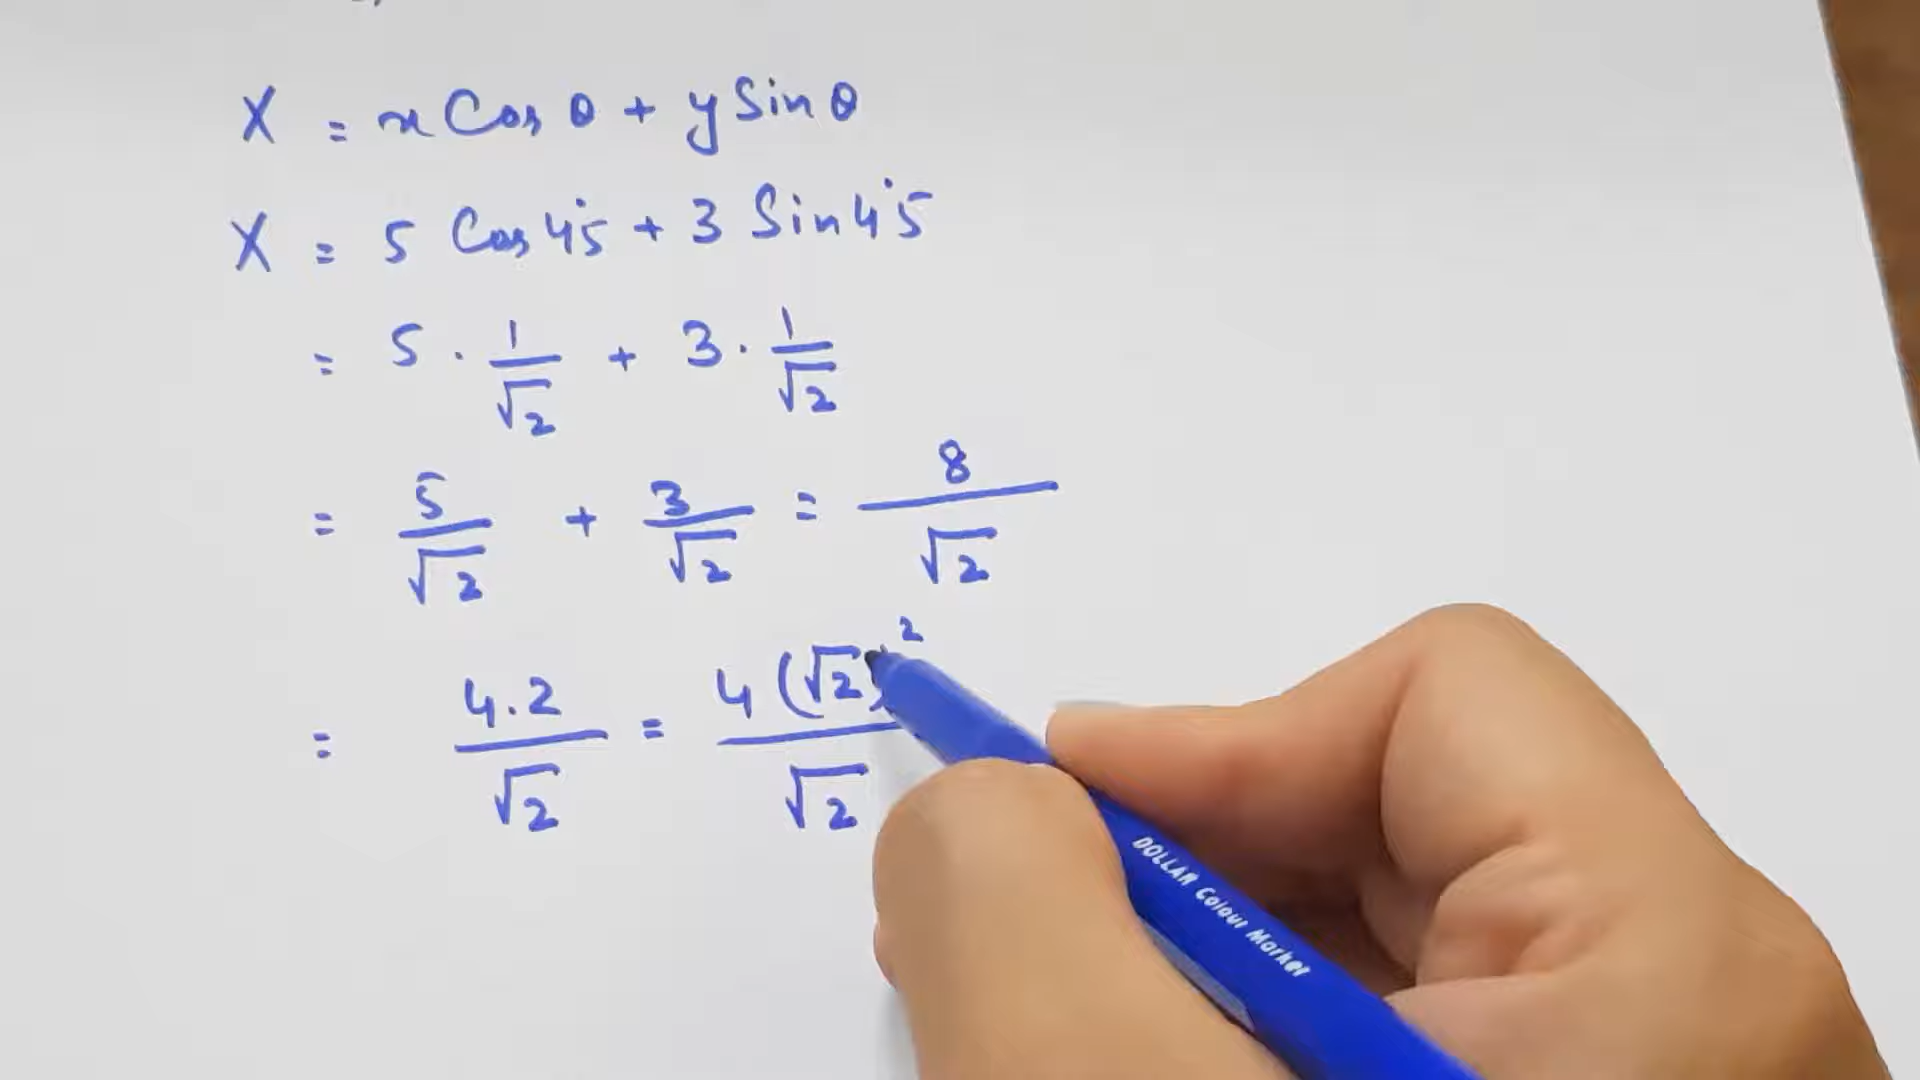 X = x Cos θ + y Sin θ
X = 5 Cos 45° + 3 Sin 45°
= 5 · 1/√2 + 3 · 1/√2
= 5/√2 + 3/√2 = 8/√2
= 4.2/√2 = 4(√2)²/√2
DOLLAR Colour Marker